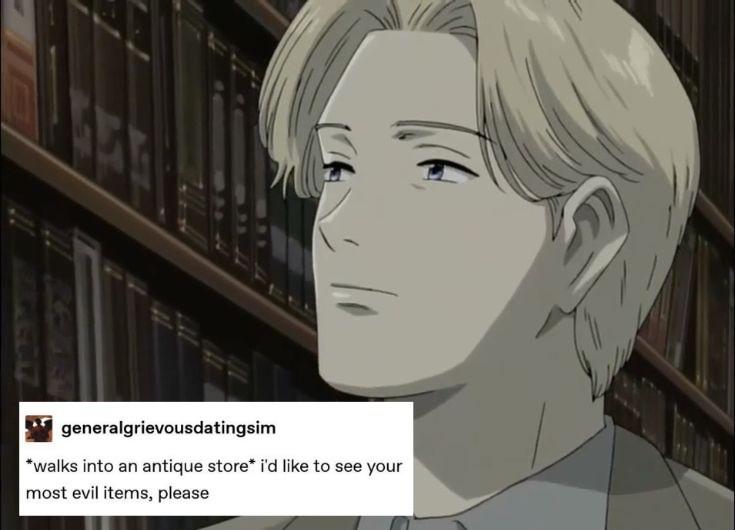 generalgrievousdatingsim
*walks into an antique store* i'd like to see your
most evil items, please